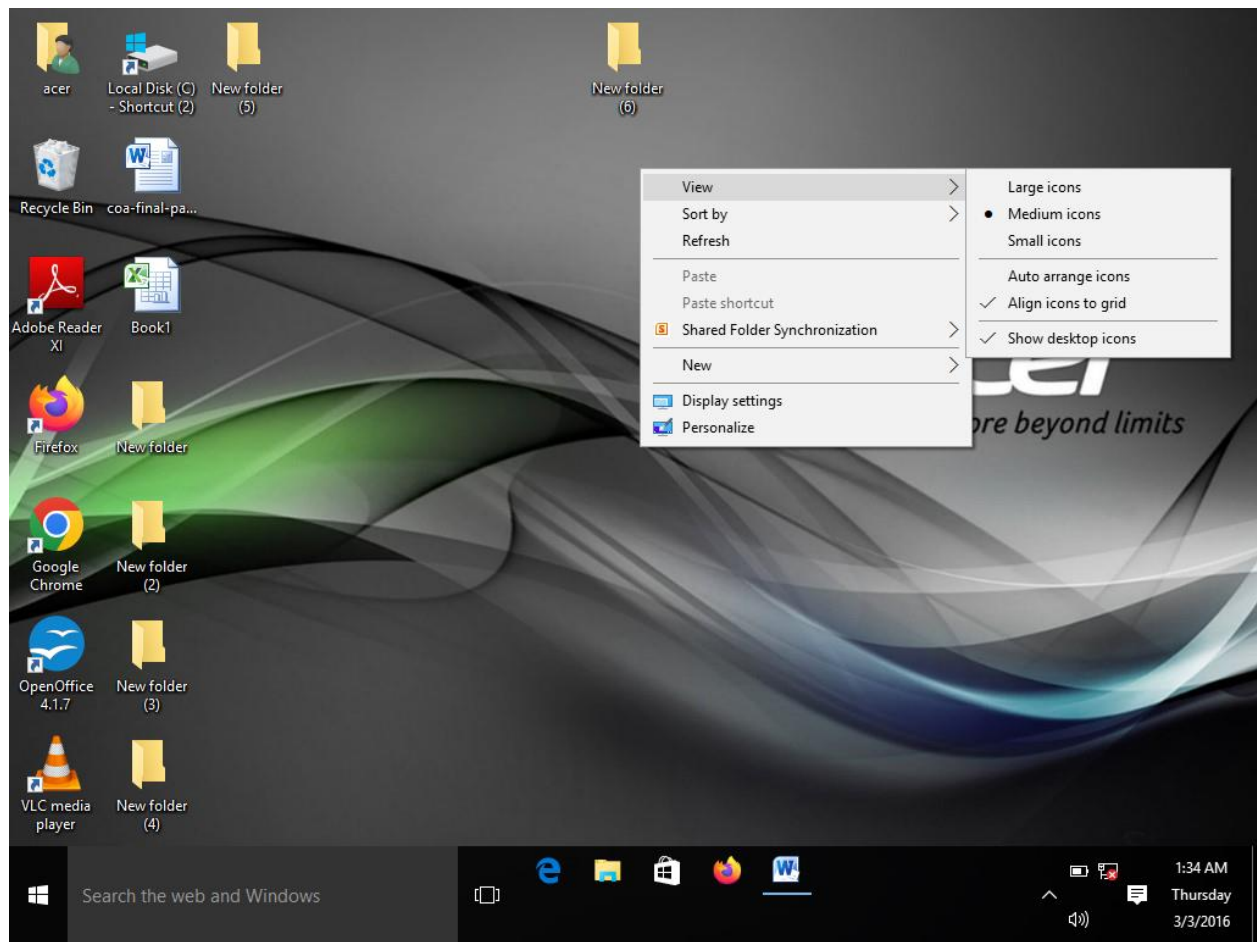 acer
Local Disk (C)
- Shortcut (2)
New folder
(5)
New folder
(6)
Recycle Bin
coa-final-pa...
Adobe Reader
XI
Book1
Firefox
New folder
Google
Chrome
New folder
(2)
OpenOffice
4.1.7
New folder
(3)
VLC media
player
New folder
(4)
View
Sort by
Refresh
Paste
Paste shortcut
Shared Folder Synchronization
New
Display settings
Personalize
Large icons
Medium icons
Small icons
Auto arrange icons
Align icons to grid
Show desktop icons
beyond limits
Search the web and Windows
1:34 AM
Thursday
3/3/2016